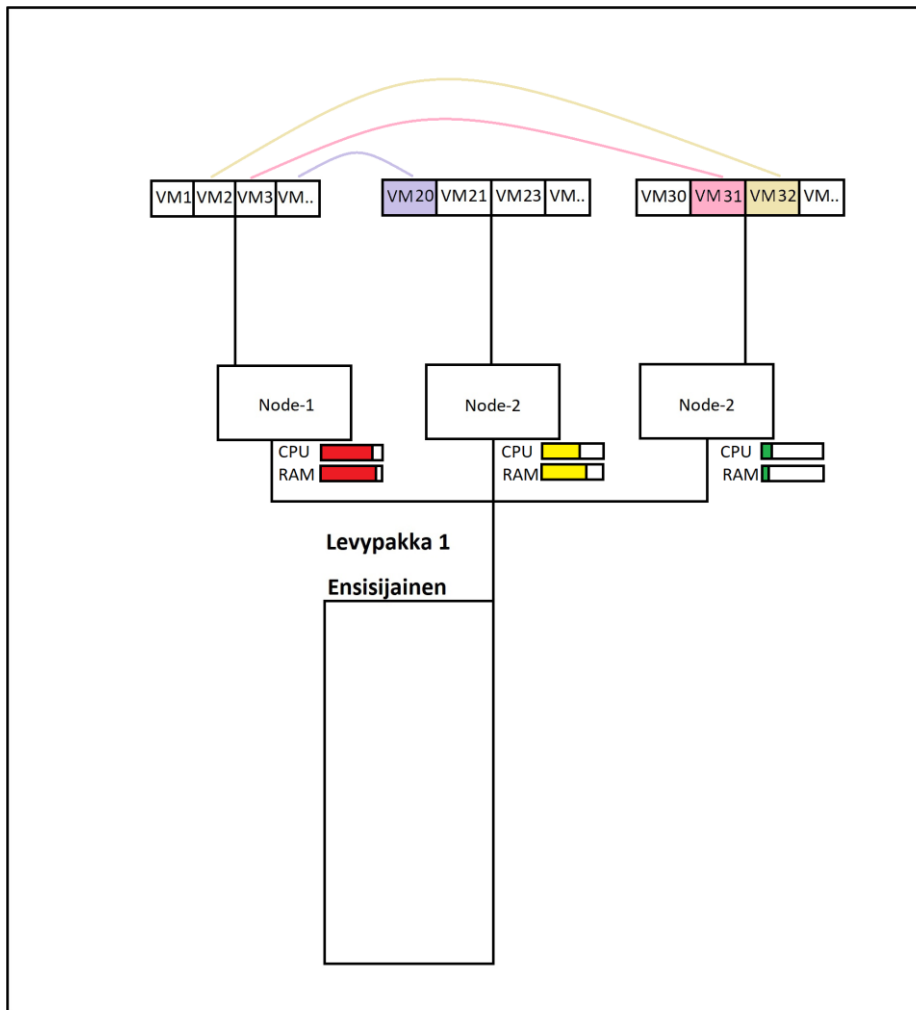 VM1 VM2 VM3 VM.. VM20 VM21 VM23 VM.. VM30 VM31 VM32 VM..
Node-1 Node-2 Node-2
CPU CPU CPU
RAM RAM RAM
Levypakka 1
Ensisijainen